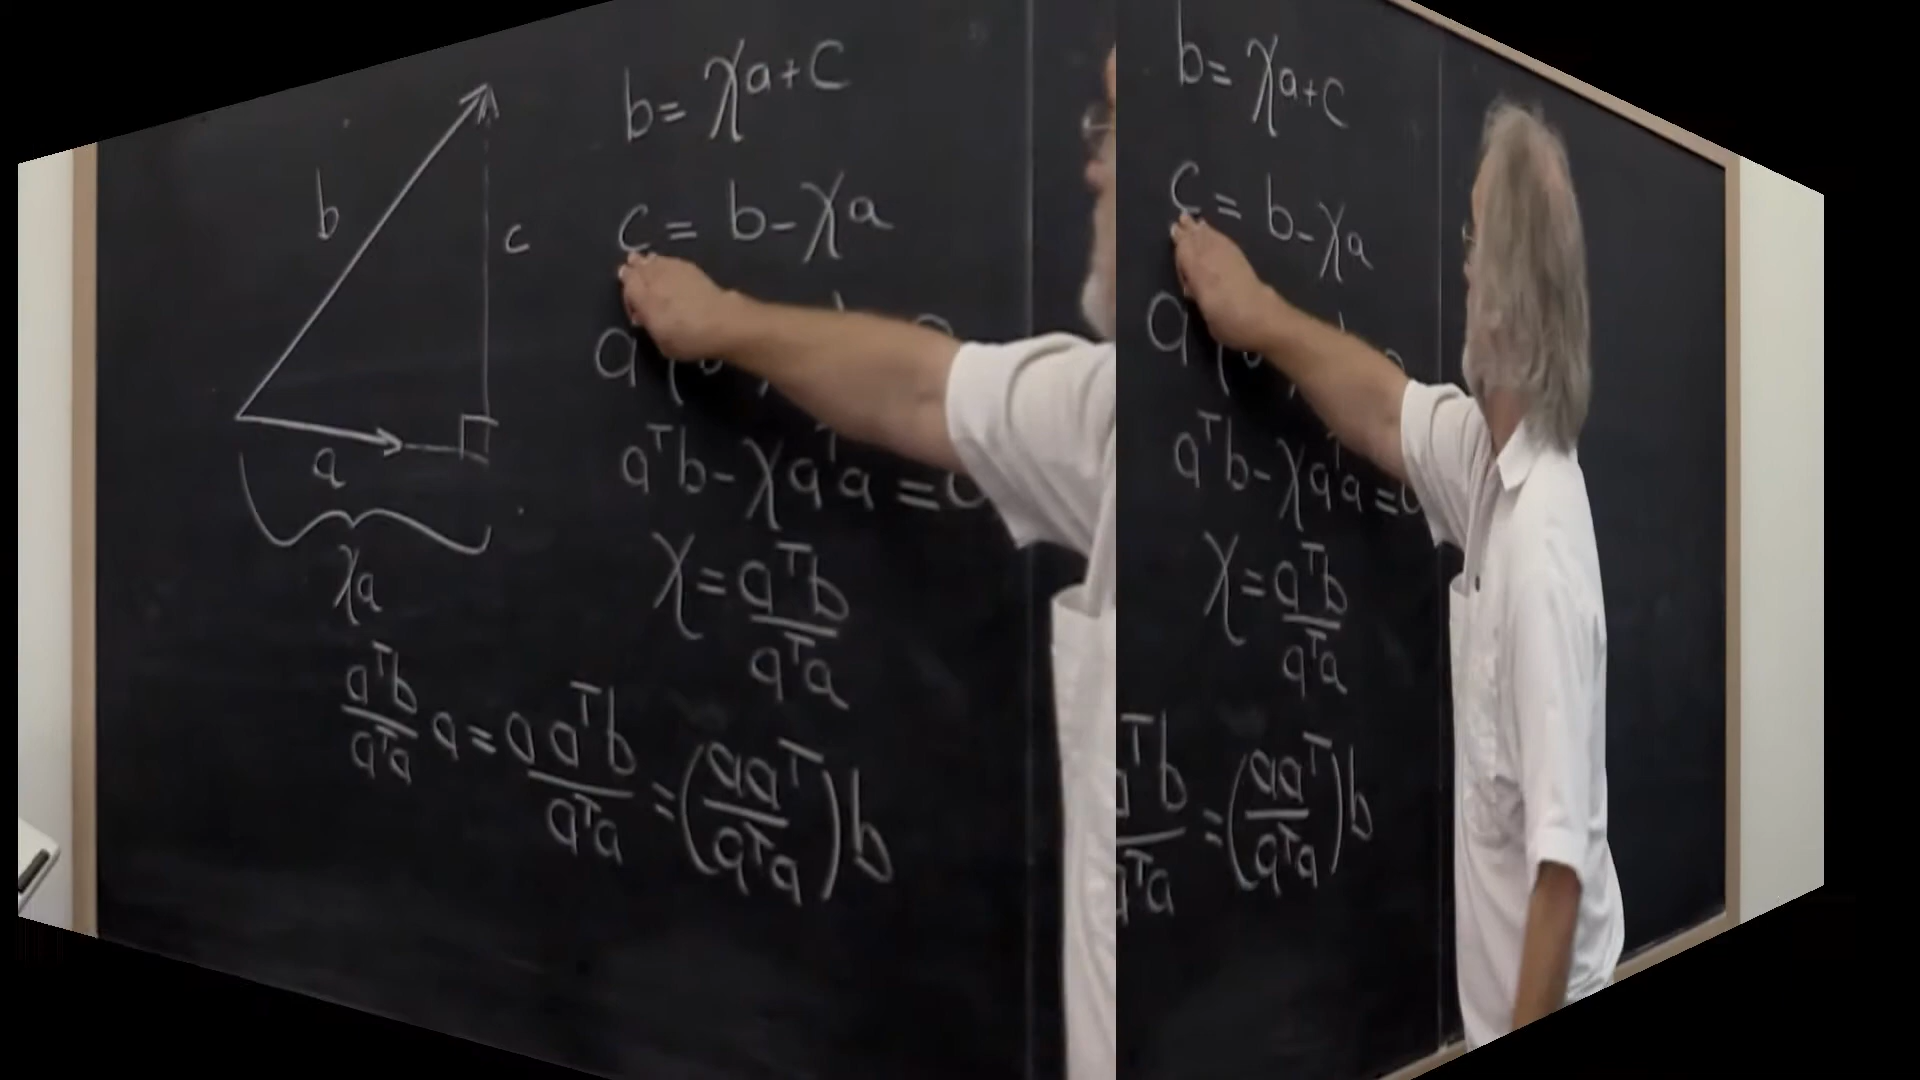 b = χa + c
b
c
c = b - χa
a
aᵀb - χaᵀa = 0
a
χ = aᵀb / aᵀa
χa
aᵀb / aᵀa a = a aᵀb / aᵀa = (aaᵀ / aᵀa) b
b = χa + c
c = b - χa
a
aᵀb - χaᵀa = 0
χ = aᵀb / aᵀa
ᵀb / aᵀa = (aaᵀ / aᵀa) b